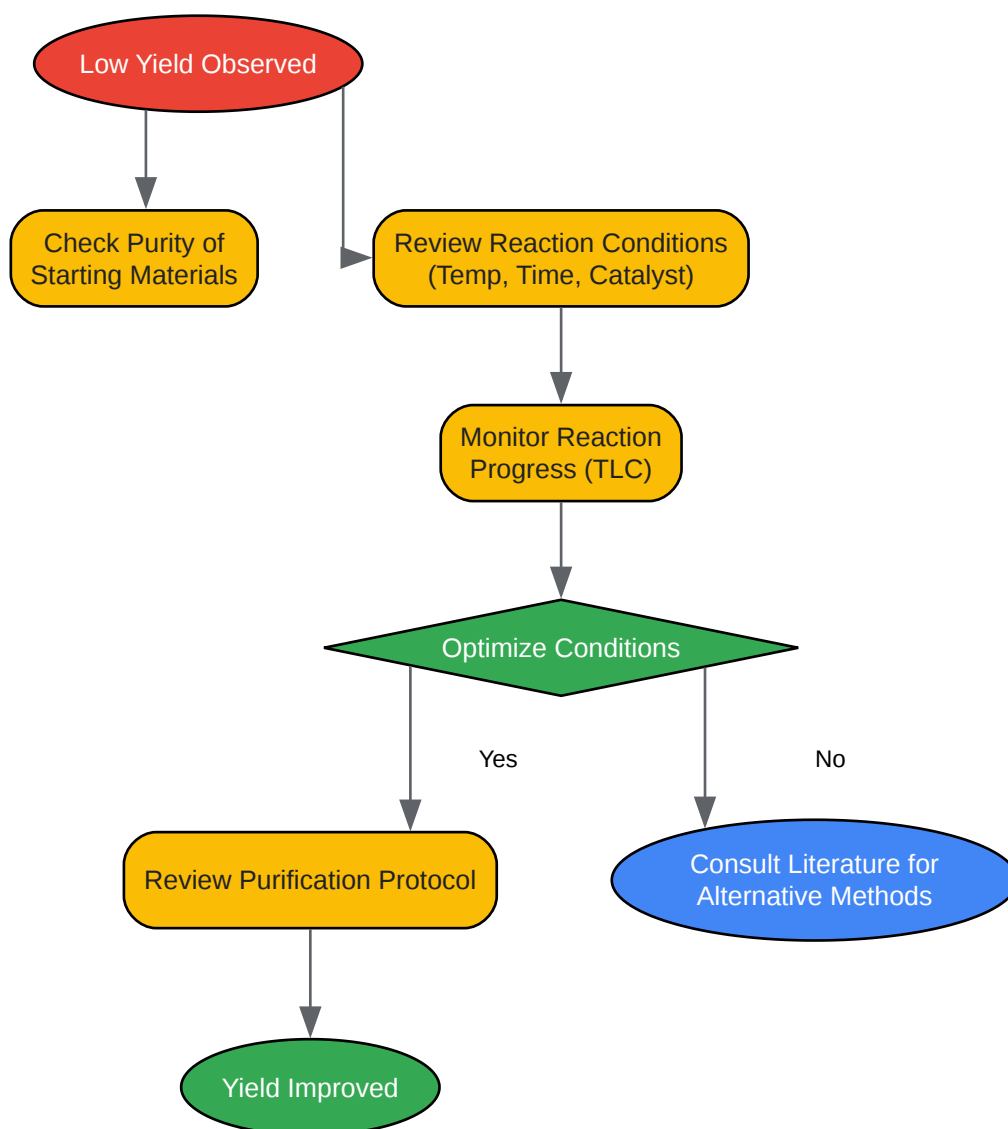 Low Yield Observed
Check Purity of
Starting Materials
Review Reaction Conditions
(Temp, Time, Catalyst)
Monitor Reaction
Progress (TLC)
Optimize Conditions
Yes
No
Review Purification Protocol
Consult Literature for
Alternative Methods
Yield Improved